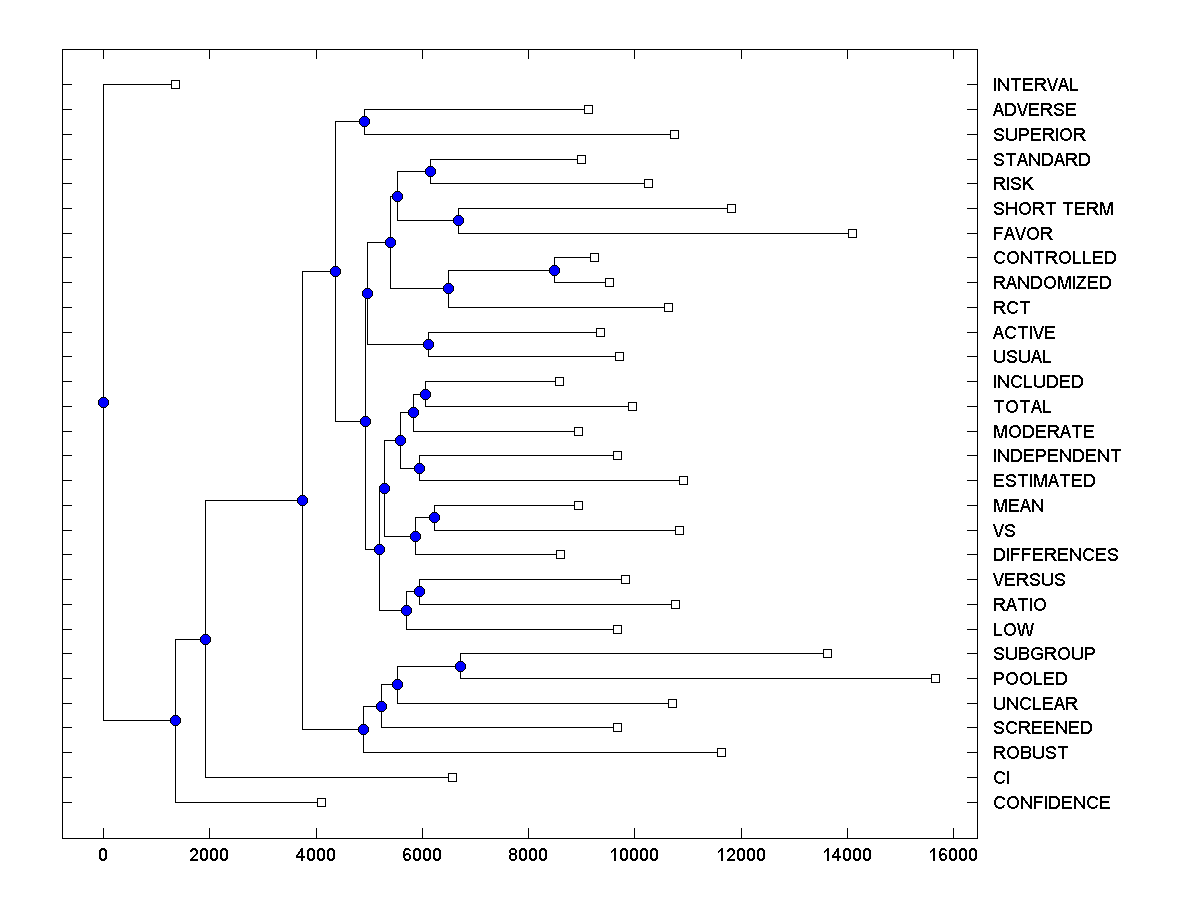 INTERVAL
ADVERSE
SUPERIOR
STANDARD
RISK
SHORT TERM
FAVOR
CONTROLLED
RANDOMIZED
RCT
ACTIVE
USUAL
INCLUDED
TOTAL
MODERATE
INDEPENDENT
ESTIMATED
MEAN
VS
DIFFERENCES
VERSUS
RATIO
LOW
SUBGROUP
POOLED
UNCLEAR
SCREENED
ROBUST
CI
CONFIDENCE
0 2000 4000 6000 8000 10000 12000 14000 16000